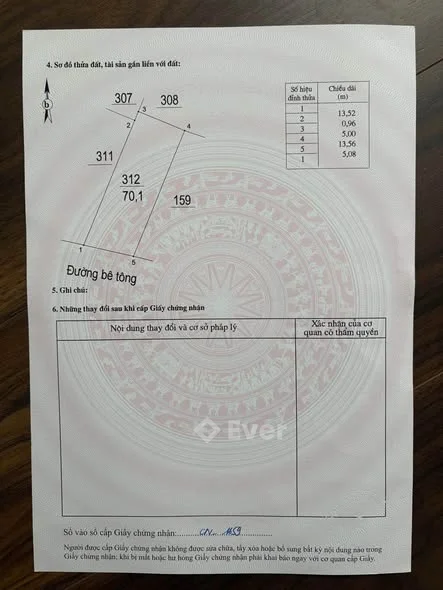 4. Sơ đồ thửa đất, tài sản gắn liền với đất:
b
307
308
3
2
4
311
312
70,1
159
1
5
Đường bê tông
Số hiệu đỉnh thửa
Chiều dài (m)
1
13,52
2
0,96
3
5,00
4
13,56
5
5,08
1
5. Ghi chú:
6. Những thay đổi sau khi cấp Giấy chứng nhận
Nội dung thay đổi và cơ sở pháp lý
Xác nhận của cơ
quan có thẩm quyền
Ever
Số vào sổ cấp Giấy chứng nhận:
Người được cấp Giấy chứng nhận không được sửa chữa, tẩy xóa hoặc bổ sung bất kỳ nội dung nào trong
Giấy chứng nhận; khi bị mất hoặc hư hỏng Giấy chứng nhận phải khai báo ngay với cơ quan cấp Giấy.